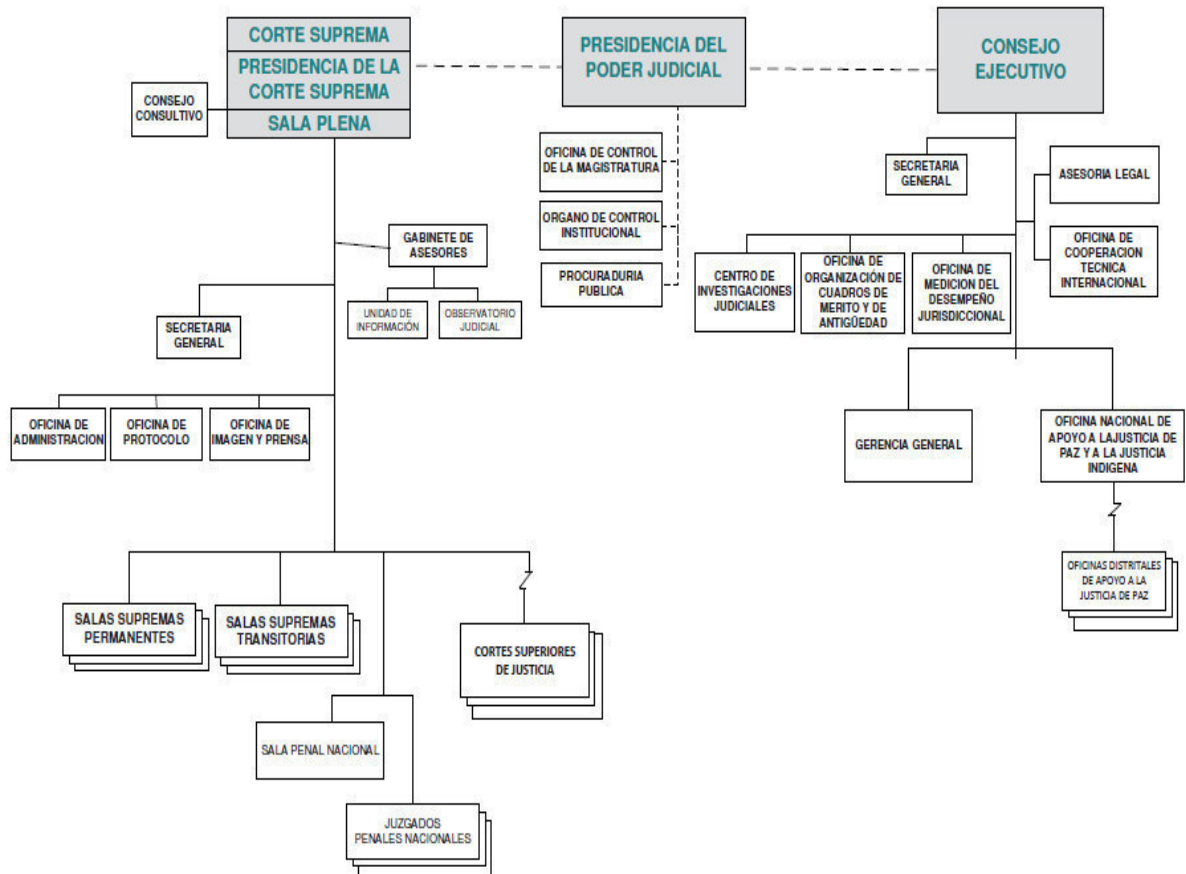 CORTE SUPREMA
PRESIDENCIA DE LA
CORTE SUPREMA
SALA PLENA
CONSEJO
CONSULTIVO
PRESIDENCIA DEL
PODER JUDICIAL
CONSEJO
EJECUTIVO
OFICINA DE CONTROL
DE LA MAGISTRATURA
ORGANO DE CONTROL
INSTITUCIONAL
PROCURADURIA
PUBLICA
SECRETARIA
GENERAL
ASESORIA LEGAL
OFICINA DE
COOPERACION
TECNICA
INTERNACIONAL
CENTRO DE
INVESTIGACIONES
JUDICIALES
OFICINA DE
ORGANIZACIÓN DE
CUADROS DE
MERITO Y DE
ANTIGÜEDAD
OFICINA DE
MEDICION DEL
DESEMPEÑO
JURISDICCIONAL
GABINETE DE
ASESORES
UNIDAD DE
INFORMACIÓN
OBSERVATORIO
JUDICIAL
SECRETARIA
GENERAL
OFICINA DE
ADMINISTRACION
OFICINA DE
PROTOCOLO
OFICINA DE
IMAGEN Y PRENSA
GERENCIA GENERAL
OFICINA NACIONAL DE
APOYO A LAJUSTICIA DE
PAZ Y A LA JUSTICIA
INDIGENA
OFICINAS DISTRITALES
DE APOYO A LA
JUSTICIA DE PAZ
SALAS SUPREMAS
PERMANENTES
SALAS SUPREMAS
TRANSITORIAS
CORTES SUPERIORES
DE JUSTICIA
SALA PENAL NACIONAL
JUZGADOS
PENALES NACIONALES